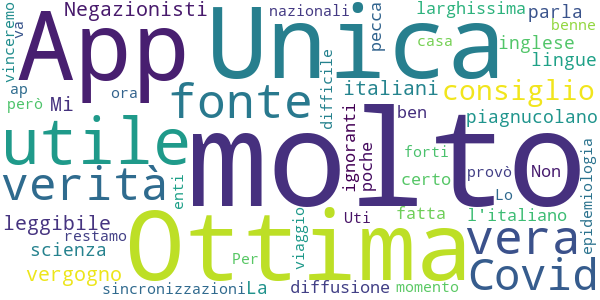 Negazionisti
nazionali
larghissima
parla
vinceremo
va
App
Unica
pecca
casa
inglese
benne
lingue
ap
ora
però
Mi
fonte
difficile
italiani
consiglio
utile
molto
ignoranti
poche
ben
piagnucolano
verità
enti
forti
certo
provò
Non
epidemiologia
Lo
leggibile
restamo
Ottima
viaggio
Uti
fatta
l'italiano
vera
scienza
vergogno
Per
sincronizzazioni
La
diffusione
momento
Covid